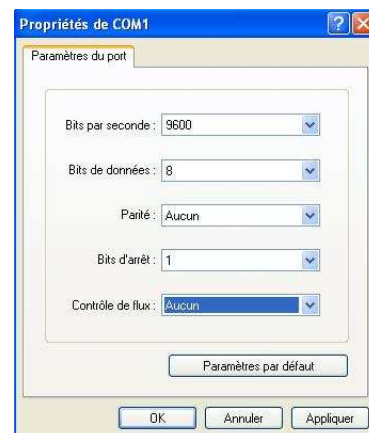 Propriétés de COM1
Paramètres du port
Bits par seconde : 9600
Bits de données : 8
Parité : Aucun
Bits d'arrêt : 1
Contrôle de flux : Aucun
Paramètres par défaut
OK Annuler Appliquer